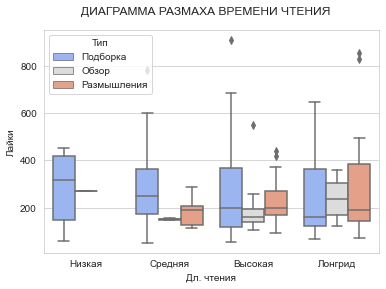 ДИАГРАММА РАЗМАХА ВРЕМЕНИ ЧТЕНИЯ
Тип
Подборка
Обзор
Размышления
Лайки
800
600
400
200
Низкая Средняя Высокая Лонгрид
Дл. чтения